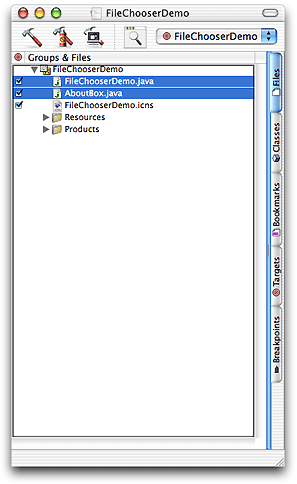 FileChooserDemo
FileChooserDemo
Groups & Files
FileChooserDemo
FileChooserDemo.java
AboutBox.java
FileChooserDemo.icns
Resources
Products
Files
Classes
Bookmarks
Targets
Breakpoints